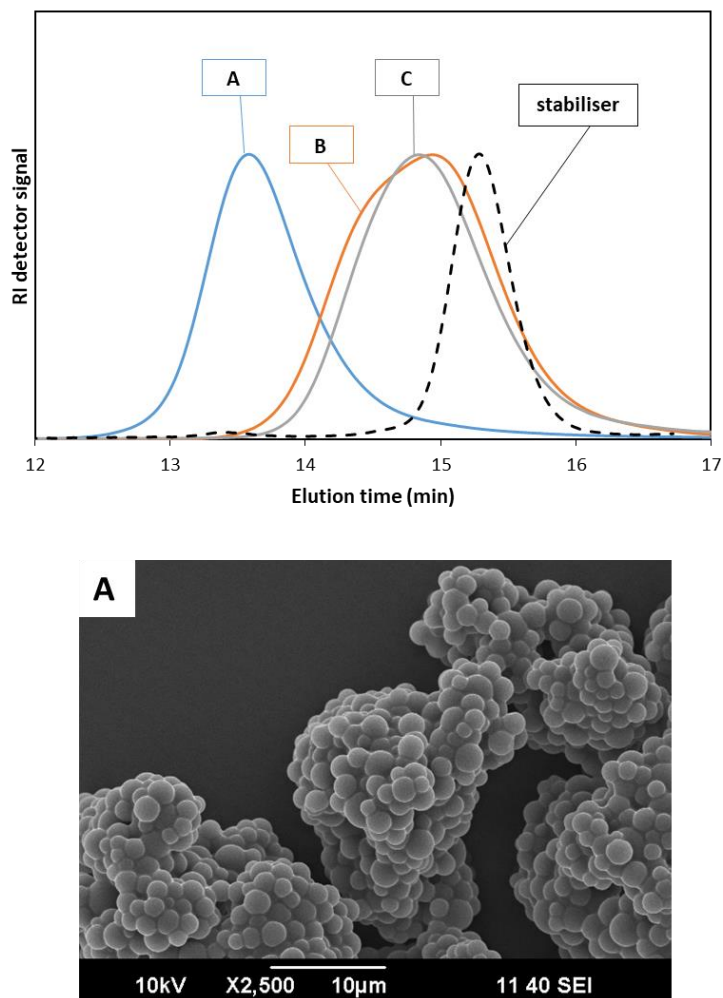 A
B
C
stabiliser
RI detector signal
12 13 14 15 16 17
Elution time (min)
A
10kV X2,500 10µm 11 40 SEI